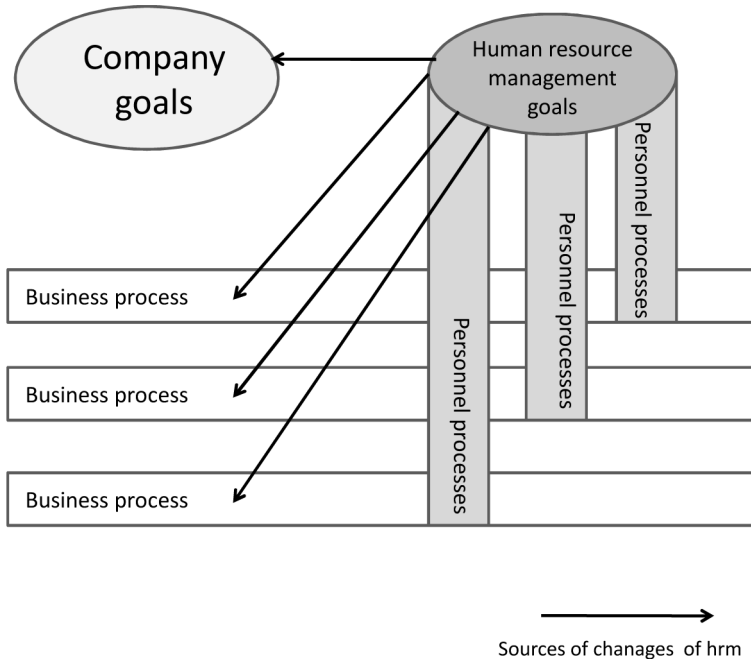 Company
goals
Human resource
management
goals
Personnel processes
Personnel processes
Personnel processes
Business process
Business process
Business process
Sources of chanages of hrm